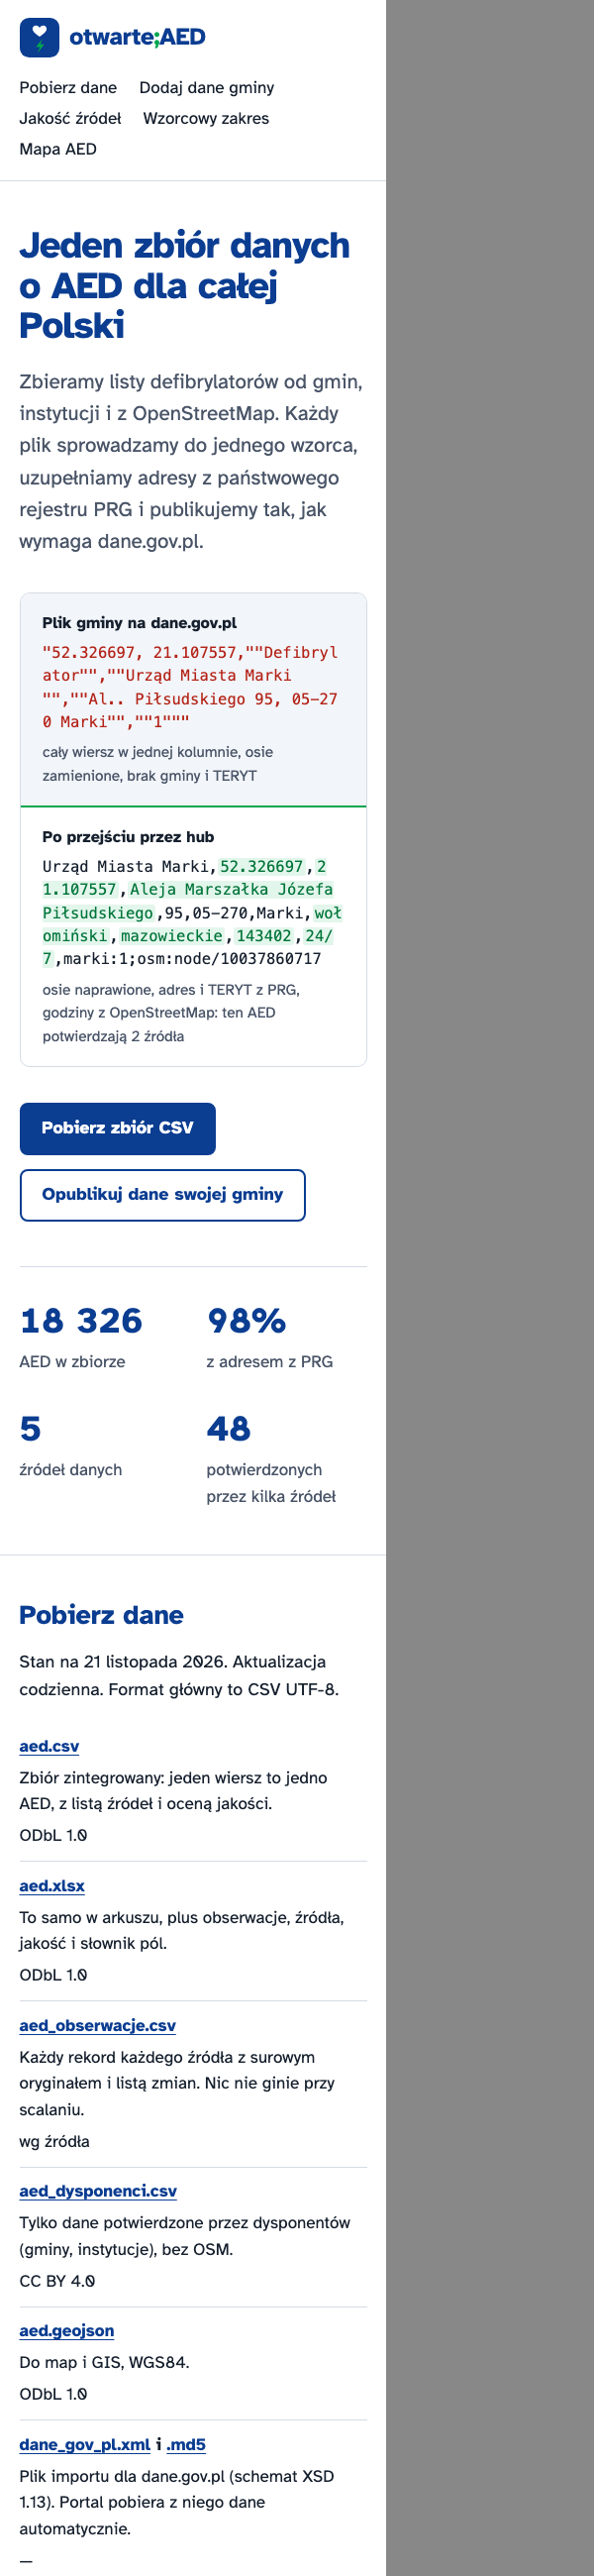 otwarte;AED
Pobierz dane Dodaj dane gminy
Jakość źródeł Wzorcowy zakres
Mapa AED
Jeden zbiór danych
o AED dla całej
Polski
Zbieramy listy defibrylatorów od gmin,
instytucji i z OpenStreetMap. Każdy
plik sprowadzamy do jednego wzorca,
uzupełniamy adresy z państwowego
rejestru PRG i publikujemy tak, jak
wymaga dane.gov.pl.
Plik gminy na dane.gov.pl
"52.326697, 21.107557,""Defibryl
ator"",""Urząd Miasta Marki
"",""Al.. Piłsudskiego 95, 05-27
0 Marki"",""1"""
cały wiersz w jednej kolumnie, osie
zamienione, brak gminy i TERYT
Po przejściu przez hub
Urząd Miasta Marki,52.326697,2
1.107557,Aleja Marszałka Józefa
Piłsudskiego,95,05-270,Marki,woł
omiński,mazowieckie,143402,24/
7,marki:1;osm:node/10037860717
osie naprawione, adres i TERYT z PRG,
godziny z OpenStreetMap: ten AED
potwierdzają 2 źródła
Pobierz zbiór CSV
Opublikuj dane swojej gminy
18 326 98%
AED w zbiorze z adresem z PRG
5 48
źródeł danych potwierdzonych
przez kilka źródeł
Pobierz dane
Stan na 21 listopada 2026. Aktualizacja
codzienna. Format główny to CSV UTF-8.
aed.csv
Zbiór zintegrowany: jeden wiersz to jedno
AED, z listą źródeł i oceną jakości.
ODbL 1.0
aed.xlsx
To samo w arkuszu, plus obserwacje, źródła,
jakość i słownik pól.
ODbL 1.0
aed_obserwacje.csv
Każdy rekord każdego źródła z surowym
oryginałem i listą zmian. Nic nie ginie przy
scalaniu.
wg źródła
aed_dysponenci.csv
Tylko dane potwierdzone przez dysponentów
(gminy, instytucje), bez OSM.
CC BY 4.0
aed.geojson
Do map i GIS, WGS84.
ODbL 1.0
dane_gov_pl.xml i .md5
Plik importu dla dane.gov.pl (schemat XSD
1.13). Portal pobiera z niego dane
automatycznie.
—